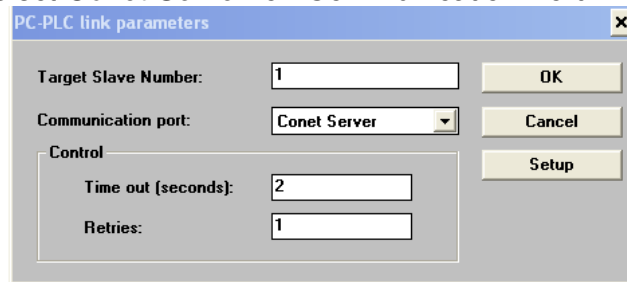 PC-PLC link parameters
Target Slave Number: 1 OK
Communication port: Conet Server Cancel
Control Setup
Time out (seconds): 2
Retries: 1